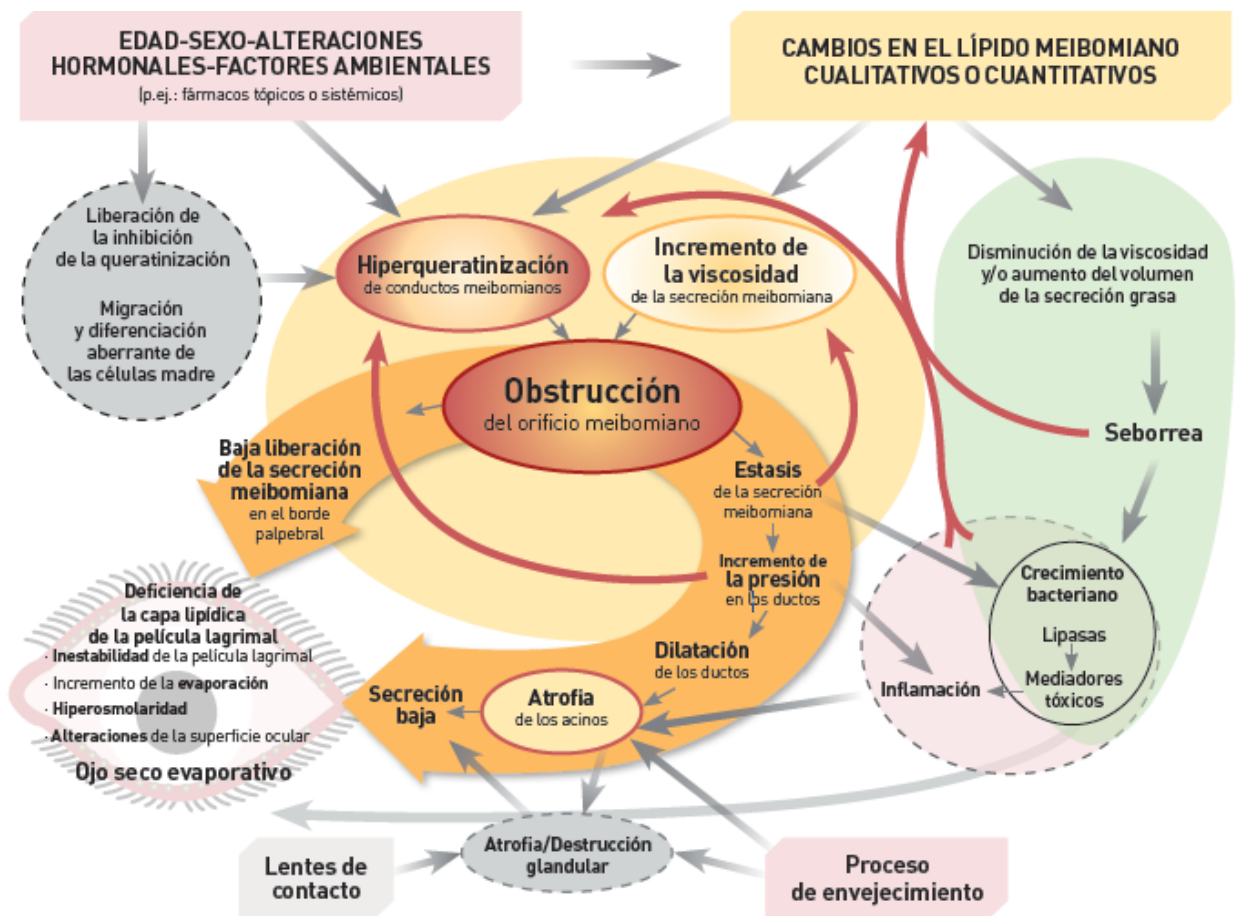 EDAD-SEXO-ALTERACIONES
HORMONALES-FACTORES AMBIENTALES
(p.ej.: fármacos tópicos o sistémicos)
CAMBIOS EN EL LÍPIDO MEIBOMIANO
CUALITATIVOS O CUANTITATIVOS
Liberación de
la inhibición
de la queratinización
Migración
y diferenciación
aberrante de
las células madre
Hiperqueratinización
de conductos meibomianos
Incremento de
la viscosidad
de la secreción meibomiana
Disminución de la viscosidad
y/o aumento del volumen
de la secreción grasa
Obstrucción
del orificio meibomiano
Seborrea
Baja liberación
de la secreción
meibomiana
en el borde
palpebral
Estasis
de la secreción
meibomiana
Incremento de
la presión
en los ductos
Dilatación
de los ductos
Atrofia
de los acinos
Secreción
baja
Crecimiento
bacteriano
Lipasas
Mediadores
tóxicos
Inflamación
Deficiencia de
la capa lipídica
de la película lagrimal
· Inestabilidad de la película lagrimal
· Incremento de la evaporación
· Hiperosmolaridad
· Alteraciones de la superficie ocular
Ojo seco evaporativo
Lentes de
contacto
Atrofia/Destrucción
glandular
Proceso
de envejecimiento